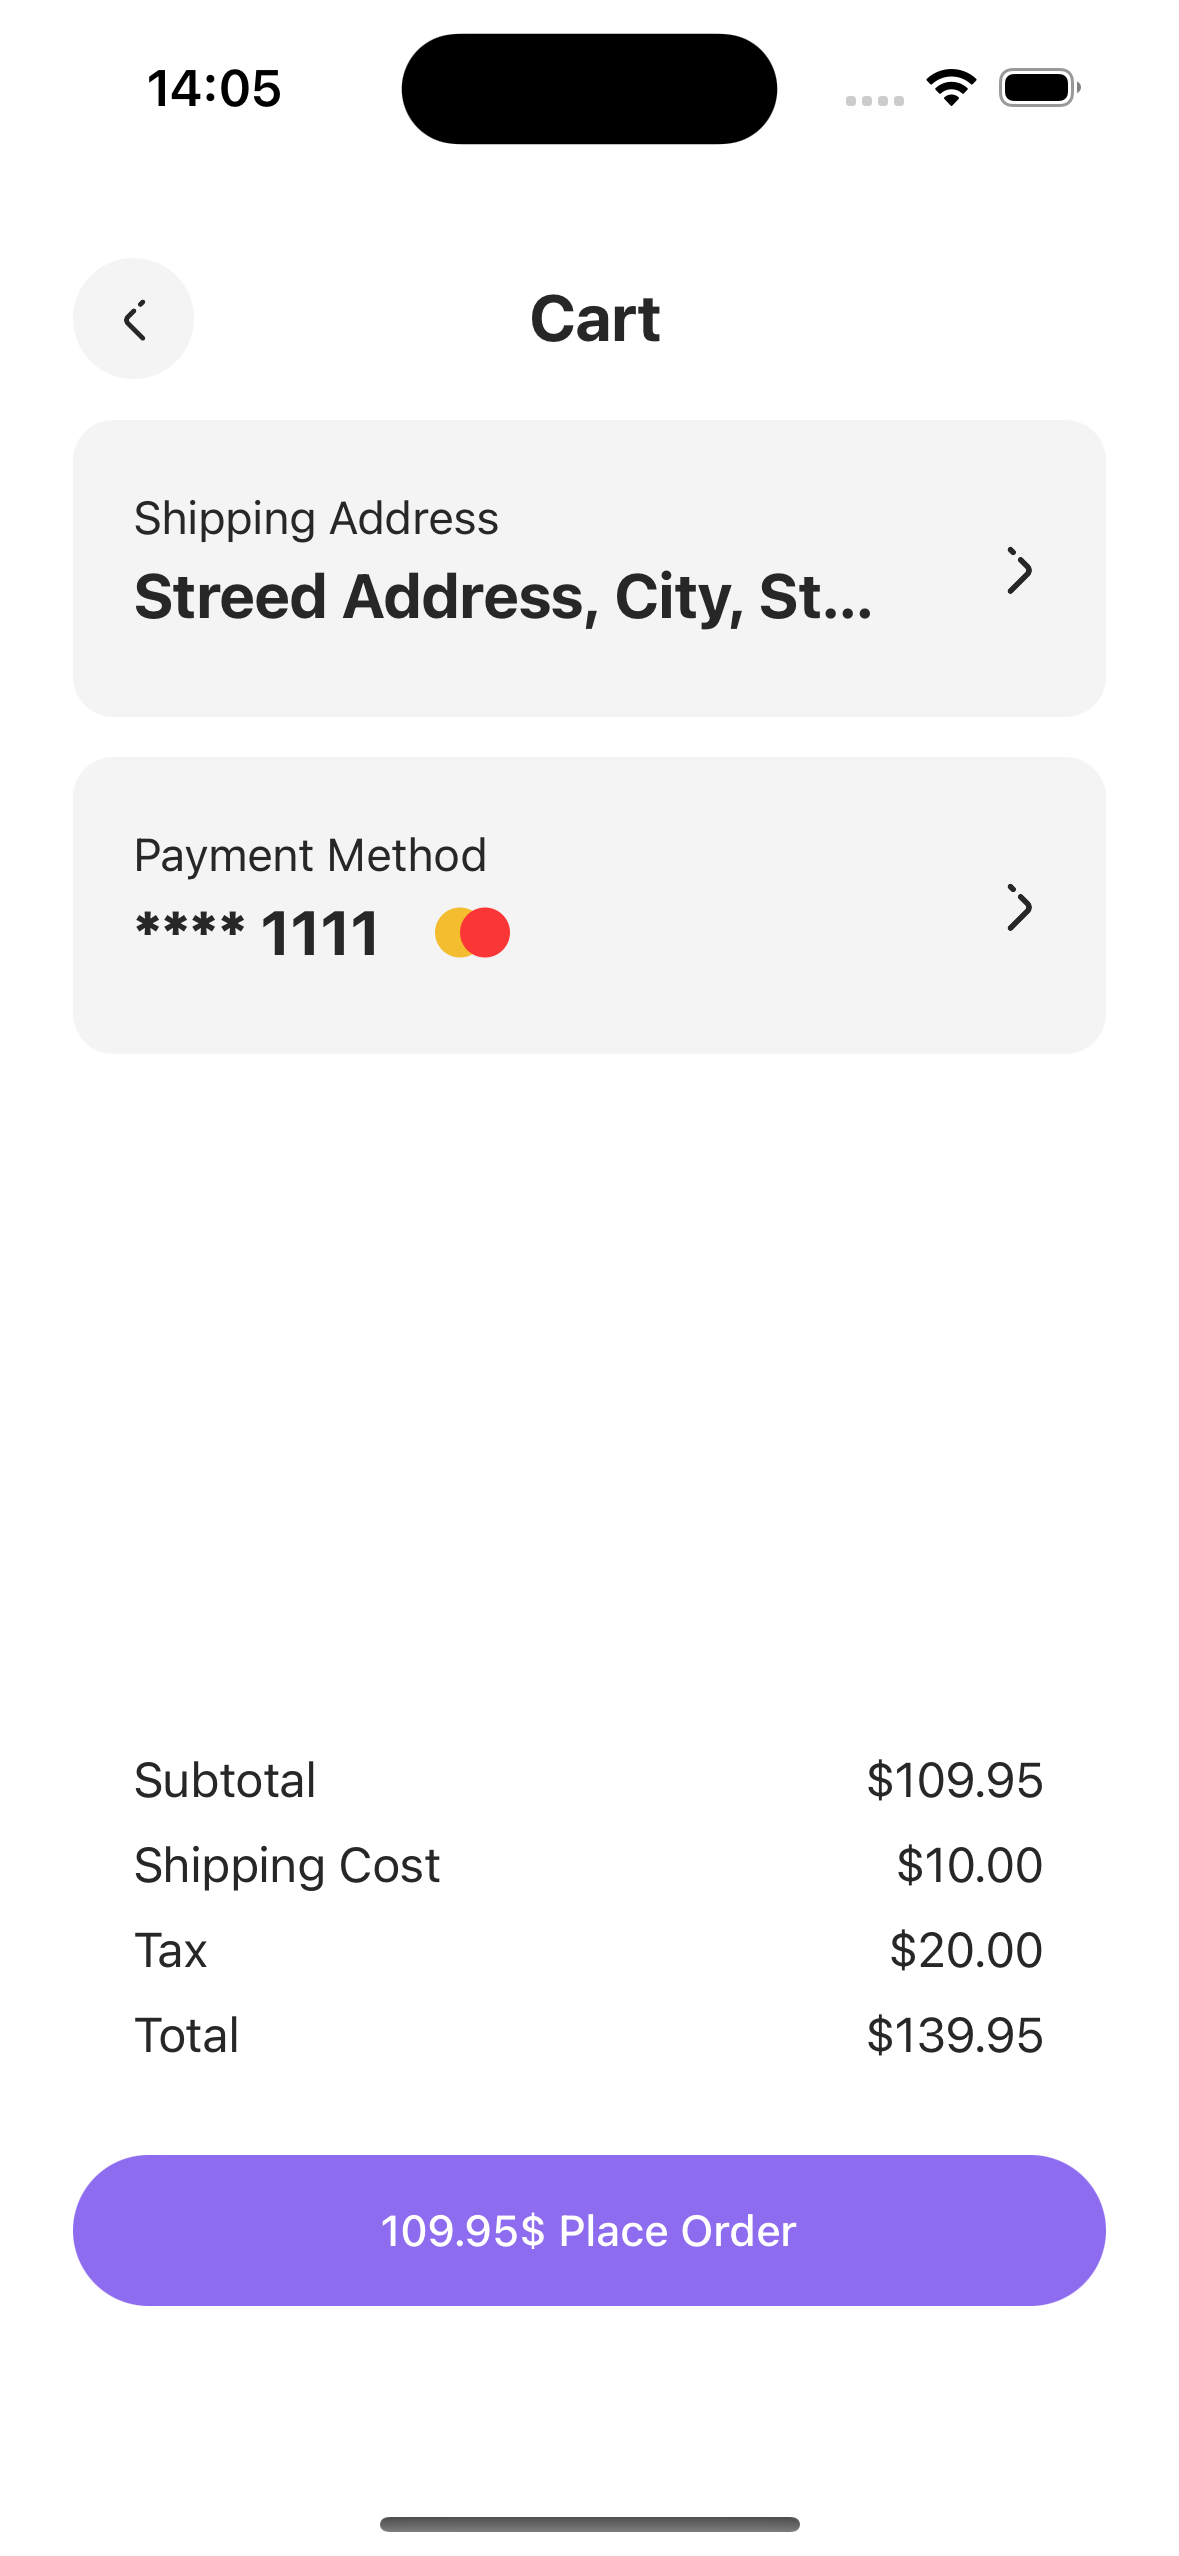 14:05
Cart
Shipping Address
Streed Address, City, St...
Payment Method
**** 1111
Subtotal $109.95
Shipping Cost $10.00
Tax $20.00
Total $139.95
109.95$ Place Order